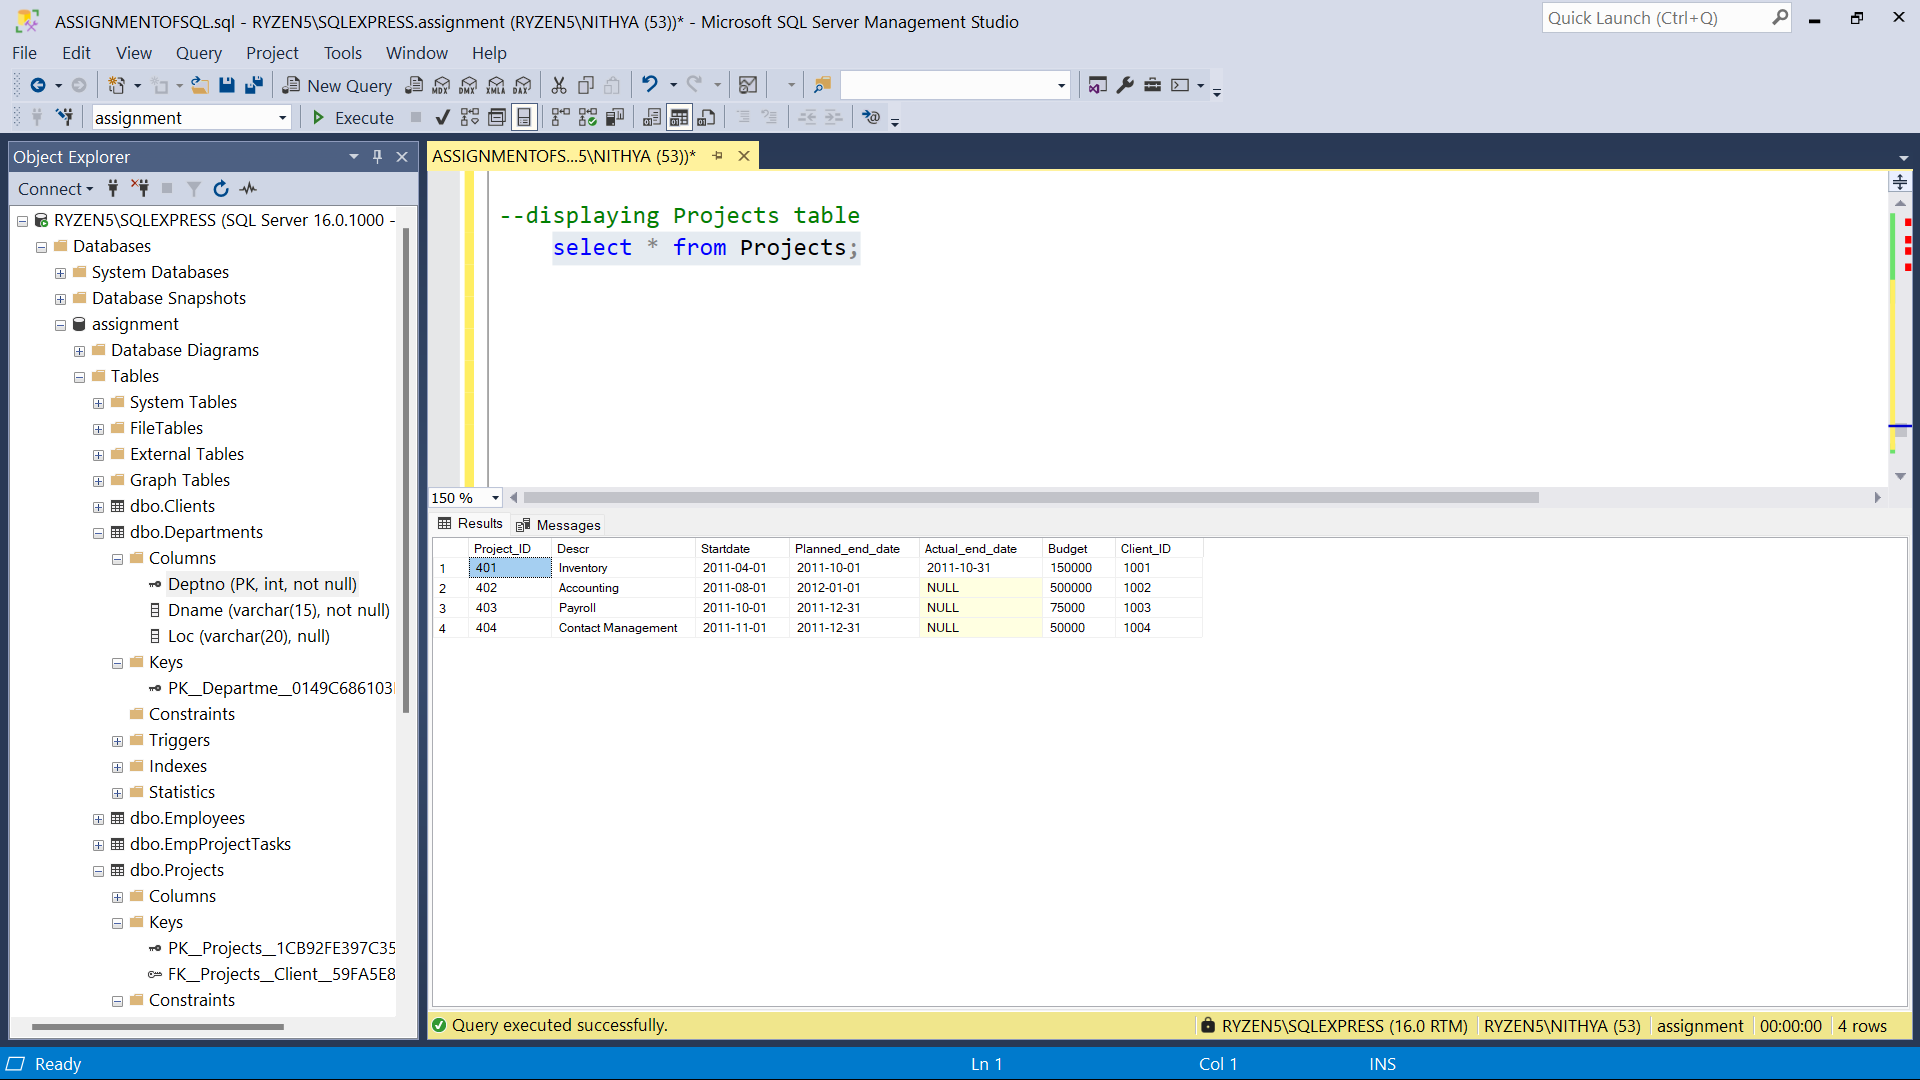 ASSIGNMENTOFSQL.sql - RYZEN5\SQLEXPRESS.assignment (RYZEN5\NITHYA (53))* - Microsoft SQL Server Management Studio
Quick Launch (Ctrl+Q)
File Edit View Query Project Tools Window Help
New Query MDX DMX XMLA DAX
assignment Execute
Object Explorer
Connect
RYZEN5\SQLEXPRESS (SQL Server 16.0.1000 -
Databases
System Databases
Database Snapshots
assignment
Database Diagrams
Tables
System Tables
FileTables
External Tables
Graph Tables
dbo.Clients
dbo.Departments
Columns
Deptno (PK, int, not null)
Dname (varchar(15), not null)
Loc (varchar(20), null)
Keys
PK__Departme__0149C686103
Constraints
Triggers
Indexes
Statistics
dbo.Employees
dbo.EmpProjectTasks
dbo.Projects
Columns
Keys
PK__Projects__1CB92FE397C35
FK__Projects__Client__59FA5E8
Constraints
ASSIGNMENTOFS...5\NITHYA (53))*
--displaying Projects table
select * from Projects;
150 %
Results Messages
Project_ID Descr Startdate Planned_end_date Actual_end_date Budget Client_ID
1 401 Inventory 2011-04-01 2011-10-01 2011-10-31 150000 1001
2 402 Accounting 2011-08-01 2012-01-01 NULL 500000 1002
3 403 Payroll 2011-10-01 2011-12-31 NULL 75000 1003
4 404 Contact Management 2011-11-01 2011-12-31 NULL 50000 1004
Query executed successfully. RYZEN5\SQLEXPRESS (16.0 RTM) RYZEN5\NITHYA (53) assignment 00:00:00 4 rows
Ready Ln 1 Col 1 INS